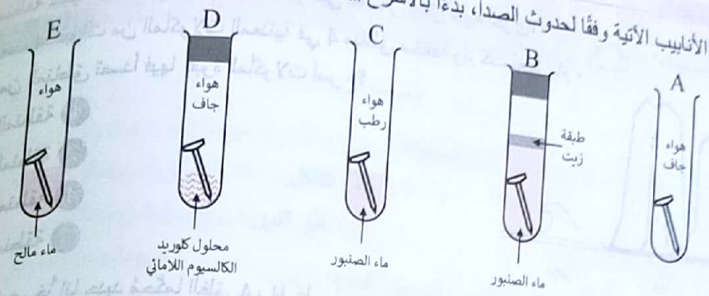 الأنابيب الآتية وفقًا لحدوث الصدأ، بدءًا بالأسرع
A
هواء
جاف
B
طبقة
زيت
ماء الصنبور
C
هواء
رطب
ماء الصنبور
D
هواء
جاف
محلول كلوريد
الكالسيوم اللامائي
E
هواء
ماء مالح